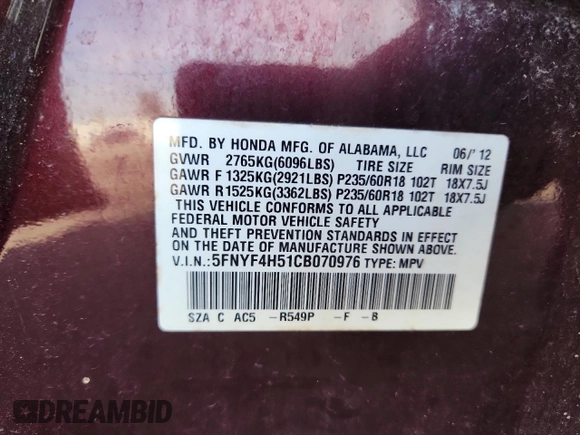 MFD. BY HONDA MFG. OF ALABAMA, LLC 06/' 12
GVWR 2765KG(6096LBS) TIRE SIZE RIM SIZE
GAWR F 1325KG(2921LBS) P235/60R18 102T 18X7.5J
GAWR R1525KG(3362LBS) P235/60R18 102T 18X7.5J
THIS VEHICLE CONFORMS TO ALL APPLICABLE
FEDERAL MOTOR VEHICLE SAFETY
AND THEFT PREVENTION STANDARDS IN EFFECT
ON THE DATE OF MANUFACTURE SHOWN ABOVE.
V.I.N.: 5FNYF4H51CB070976 TYPE: MPV
SZA C AC5 -R549P -F -B
DREAMBID